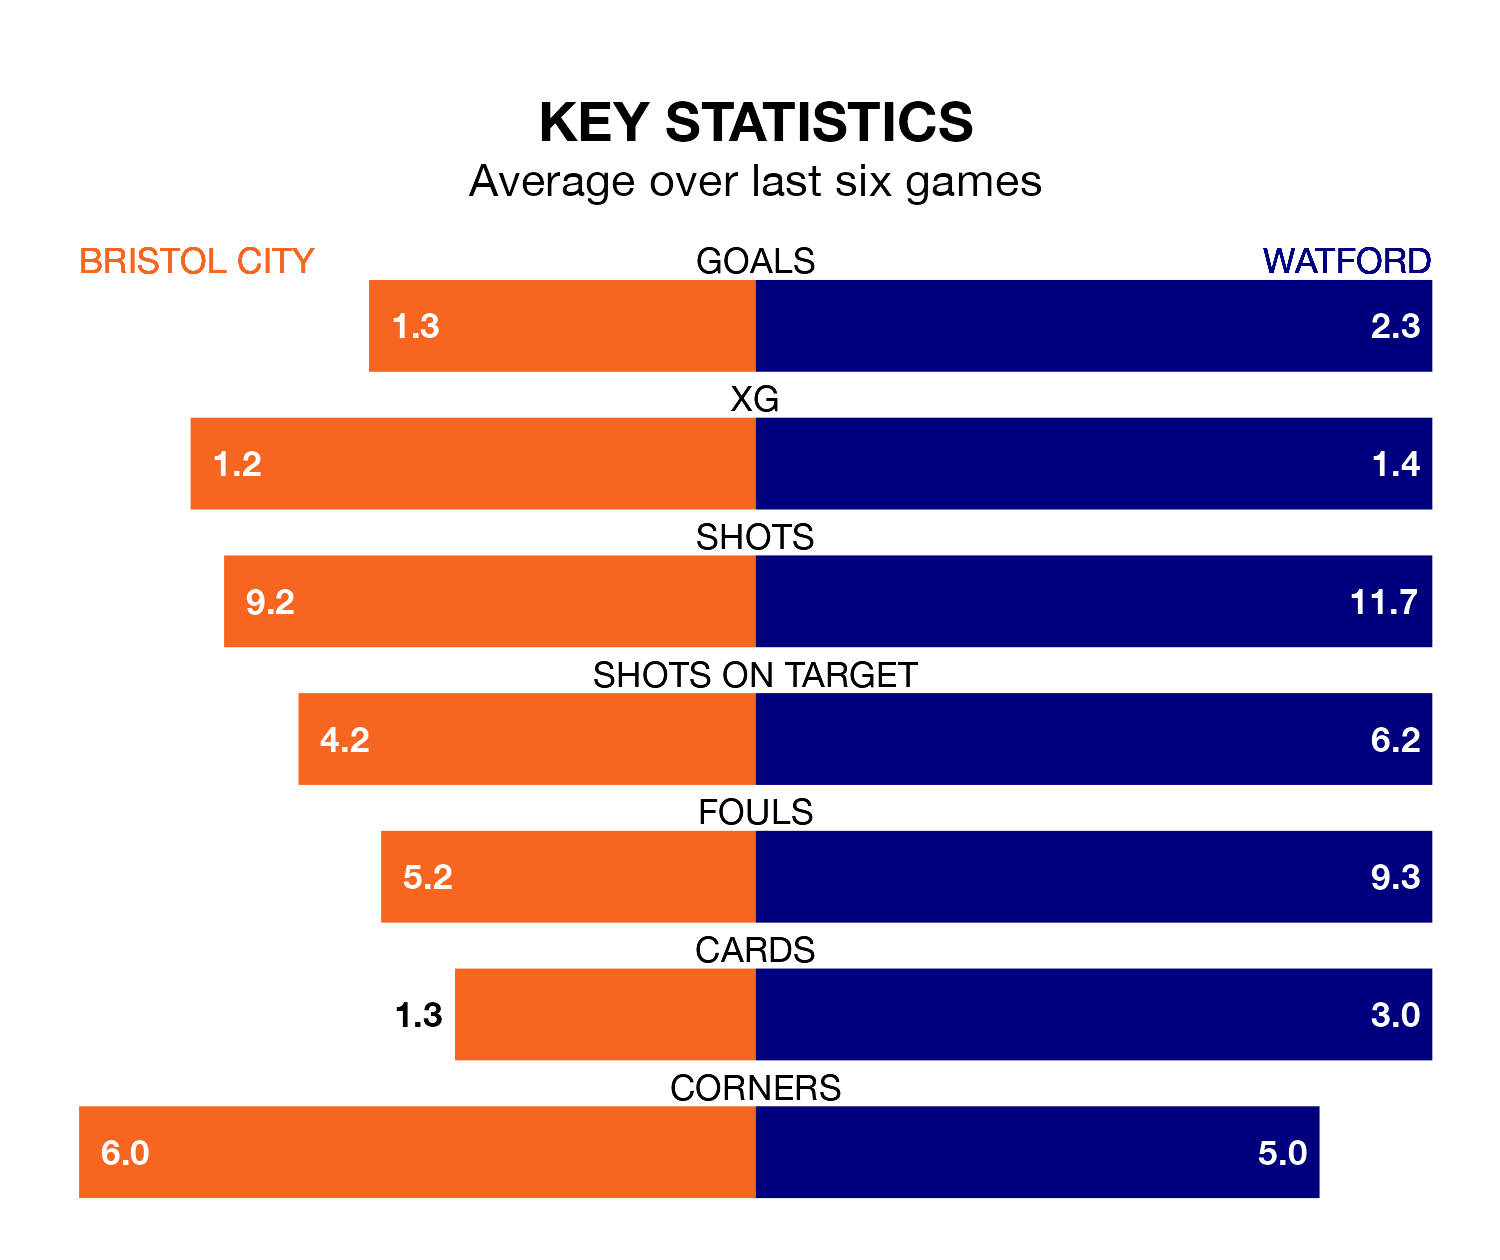 KEY STATISTICS
Average over last six games
BRISTOL CITY GOALS WATFORD
1.3 2.3
XG
1.2 1.4
SHOTS
9.2 11.7
SHOTS ON TARGET
4.2 6.2
FOULS
5.2 9.3
CARDS
1.3 3.0
CORNERS
6.0 5.0